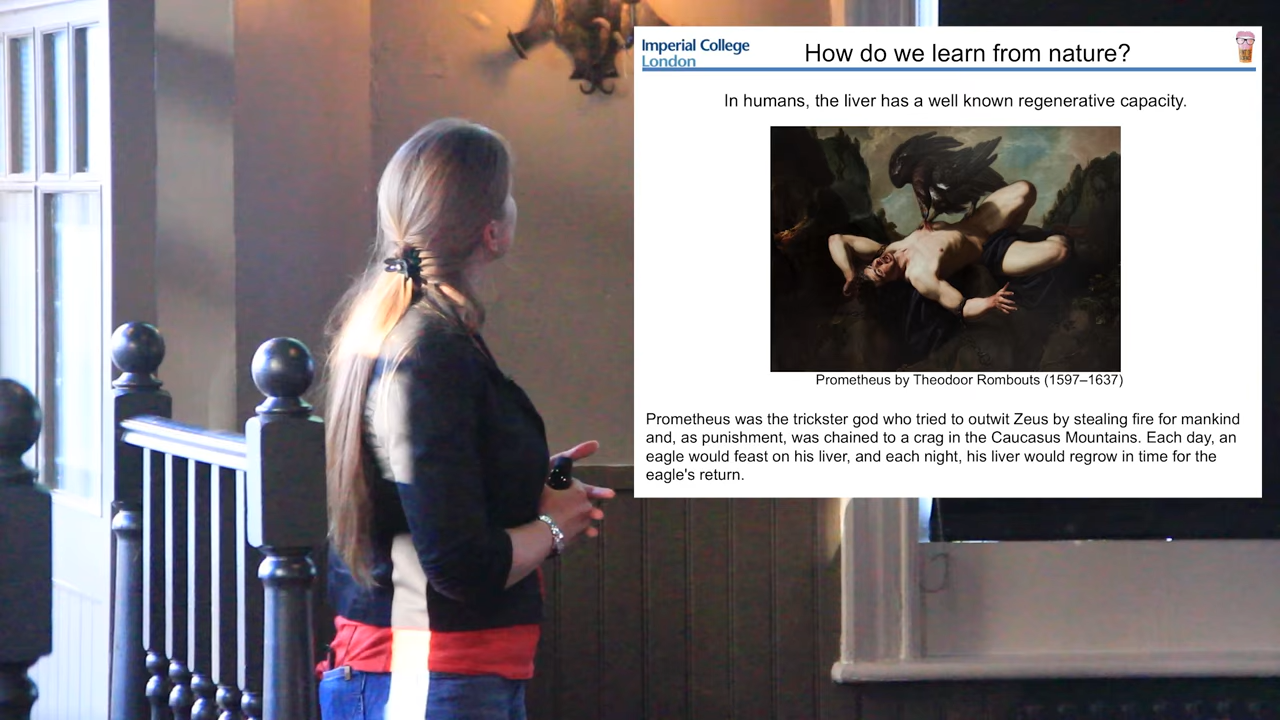 Imperial College
London
How do we learn from nature?
In humans, the liver has a well known regenerative capacity.
Prometheus by Theodoor Rombouts (1597–1637)
Prometheus was the trickster god who tried to outwit Zeus by stealing fire for mankind
and, as punishment, was chained to a crag in the Caucasus Mountains. Each day, an
eagle would feast on his liver, and each night, his liver would regrow in time for the
eagle's return.